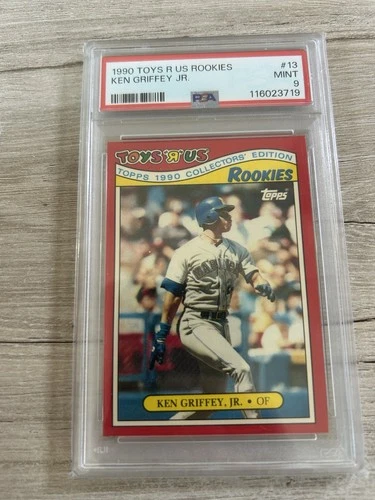 1990 TOYS R US ROOKIES #13
KEN GRIFFEY JR. MINT
9
PSA 116023719
TOYS "R" US
TOPPS 1990 COLLECTORS' EDITION
ROOKIES
topps
KEN GRIFFEY, JR. • OF